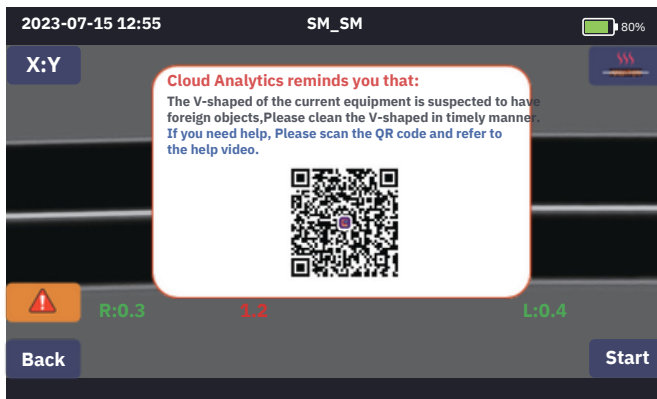 2023-07-15 12:55
SM_SM
80%
X:Y
Cloud Analytics reminds you that:
The V-shaped of the current equipment is suspected to have
foreign objects,Please clean the V-shaped in timely manner.
If you need help, Please scan the QR code and refer to
the help video.
R:0.3
1.2
L:0.4
Back
Start